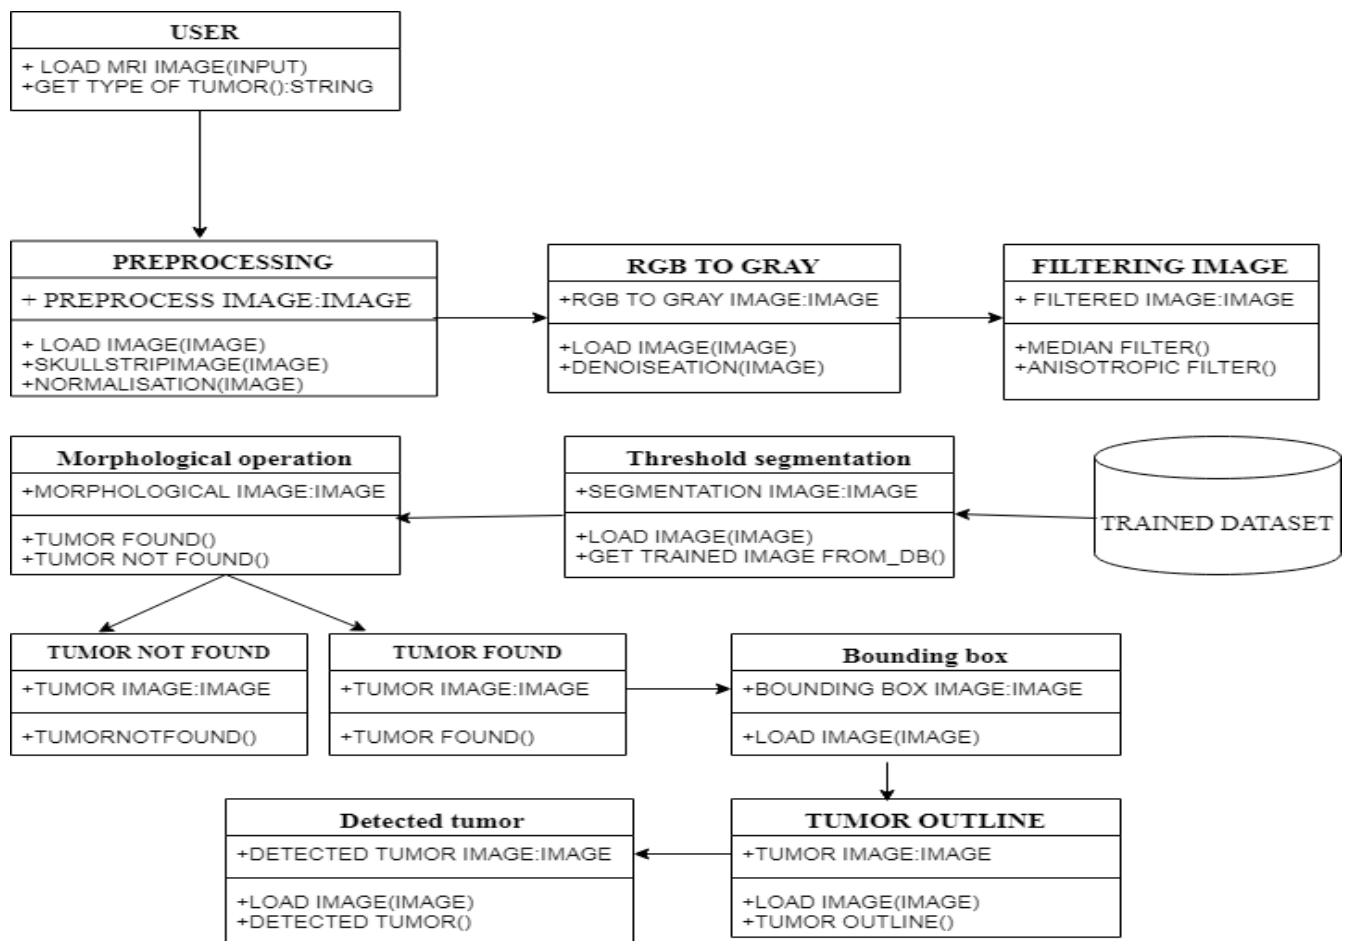 USER
+ LOAD MRI IMAGE(INPUT)
+GET TYPE OF TUMOR():STRING
PREPROCESSING
+ PREPROCESS IMAGE:IMAGE
+ LOAD IMAGE(IMAGE)
+SKULLSTRIPIMAGE(IMAGE)
+NORMALISATION(IMAGE)
RGB TO GRAY
+RGB TO GRAY IMAGE:IMAGE
+LOAD IMAGE(IMAGE)
+DENOISEATION(IMAGE)
FILTERING IMAGE
+ FILTERED IMAGE:IMAGE
+MEDIAN FILTER()
+ANISOTROPIC FILTER()
Morphological operation
+MORPHOLOGICAL IMAGE:IMAGE
+TUMOR FOUND()
+TUMOR NOT FOUND()
Threshold segmentation
+SEGMENTATION IMAGE:IMAGE
+LOAD IMAGE(IMAGE)
+GET TRAINED IMAGE FROM_DB()
TRAINED DATASET
TUMOR NOT FOUND
+TUMOR IMAGE:IMAGE
+TUMORNOTFOUND()
TUMOR FOUND
+TUMOR IMAGE:IMAGE
+TUMOR FOUND()
Bounding box
+BOUNDING BOX IMAGE:IMAGE
+LOAD IMAGE(IMAGE)
Detected tumor
+DETECTED TUMOR IMAGE:IMAGE
+LOAD IMAGE(IMAGE)
+DETECTED TUMOR()
TUMOR OUTLINE
+TUMOR IMAGE:IMAGE
+LOAD IMAGE(IMAGE)
+TUMOR OUTLINE()